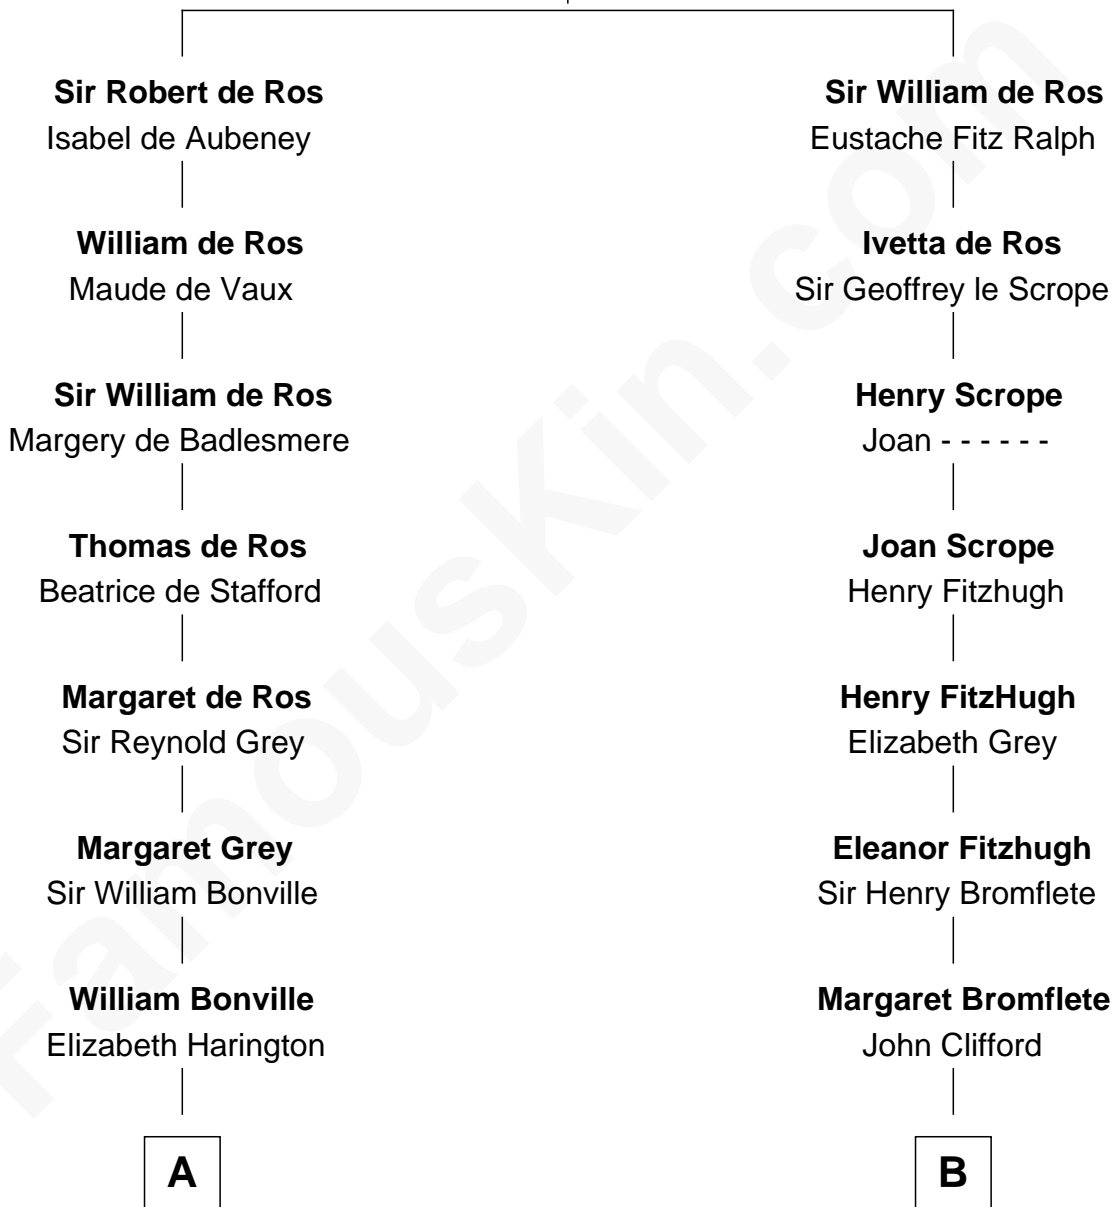 Sir Robert de Ros
Isabel de Aubeney
William de Ros
Maude de Vaux
Sir William de Ros
Margery de Badlesmere
Thomas de Ros
Beatrice de Stafford
Margaret de Ros
Sir Reynold Grey
Margaret Grey
Sir William Bonville
William Bonville
Elizabeth Harington
A
Sir William de Ros
Eustache Fitz Ralph
Ivetta de Ros
Sir Geoffrey le Scrope
Henry Scrope
Joan - - - - - -
Joan Scrope
Henry Fitzhugh
Henry FitzHugh
Elizabeth Grey
Eleanor Fitzhugh
Sir Henry Bromflete
Margaret Bromflete
John Clifford
B
FamousKin.com